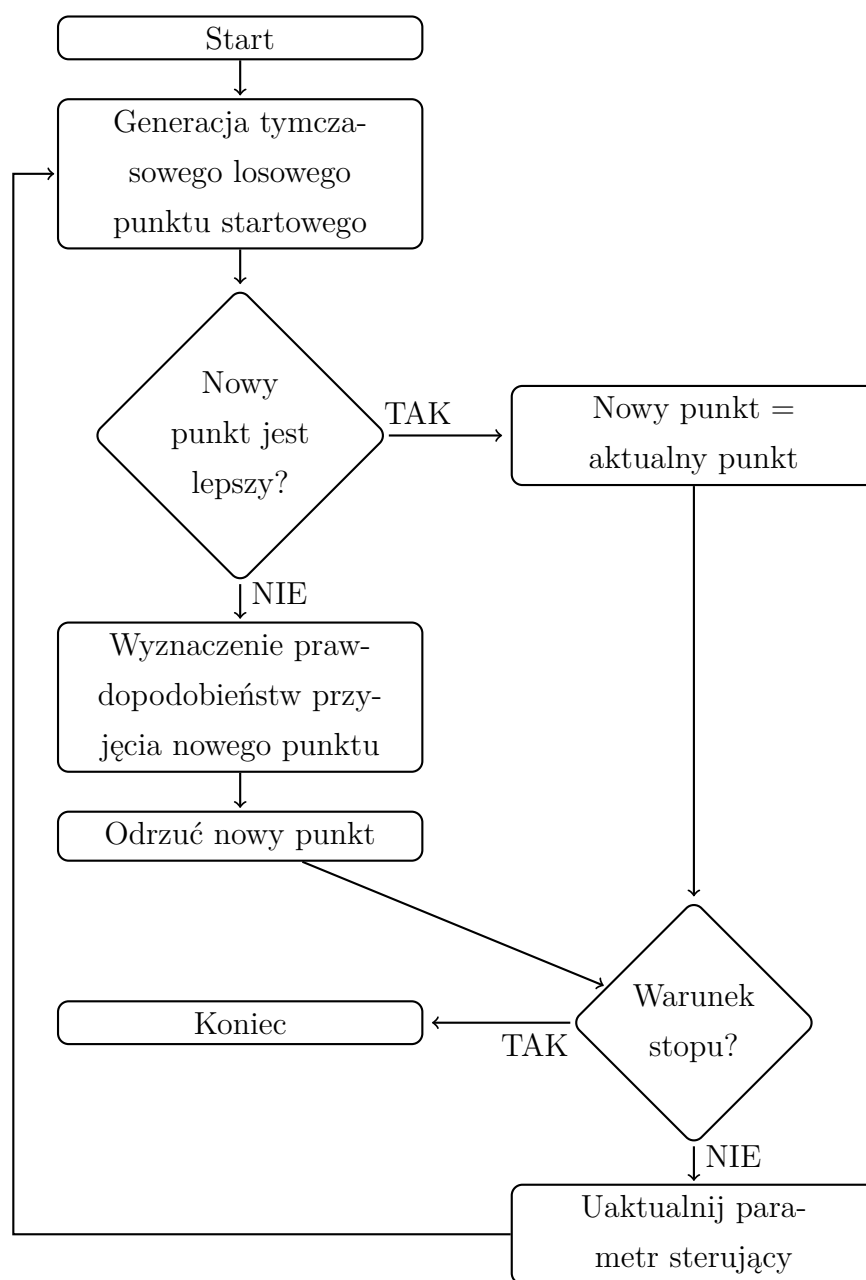 Start
Generacja tymcza-
sowego losowego
punktu startowego
Nowy
punkt jest
lepszy?
TAK
Nowy punkt =
aktualny punkt
NIE
Wyznaczenie praw-
dopodobieństw przy-
jęcia nowego punktu
Odrzuć nowy punkt
Warunek
stopu?
TAK
Koniec
NIE
Uaktualnij para-
metr sterujący